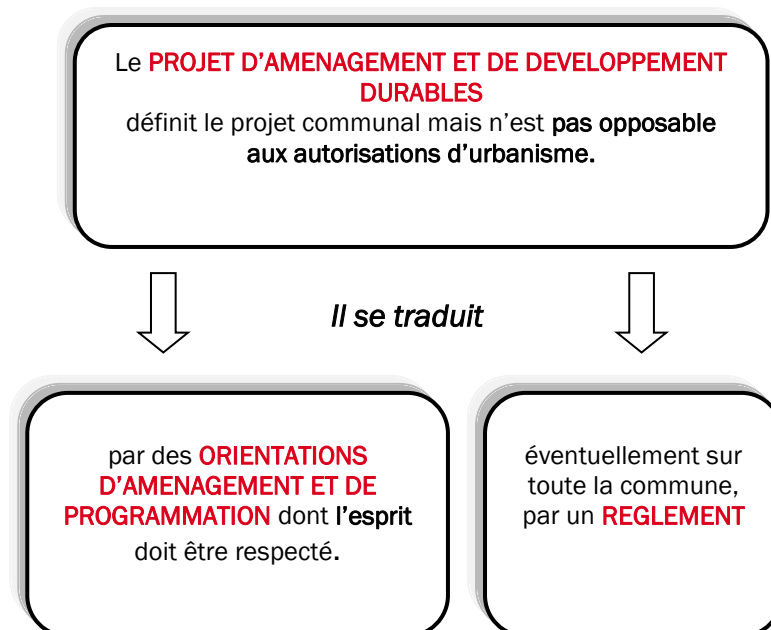 Le PROJET D’AMENAGEMENT ET DE DEVELOPPEMENT
DURABLES
définit le projet communal mais n’est pas opposable
aux autorisations d’urbanisme.
Il se traduit
par des ORIENTATIONS
D’AMENAGEMENT ET DE
PROGRAMMATION dont l’esprit
doit être respecté.
éventuellement sur
toute la commune,
par un REGLEMENT